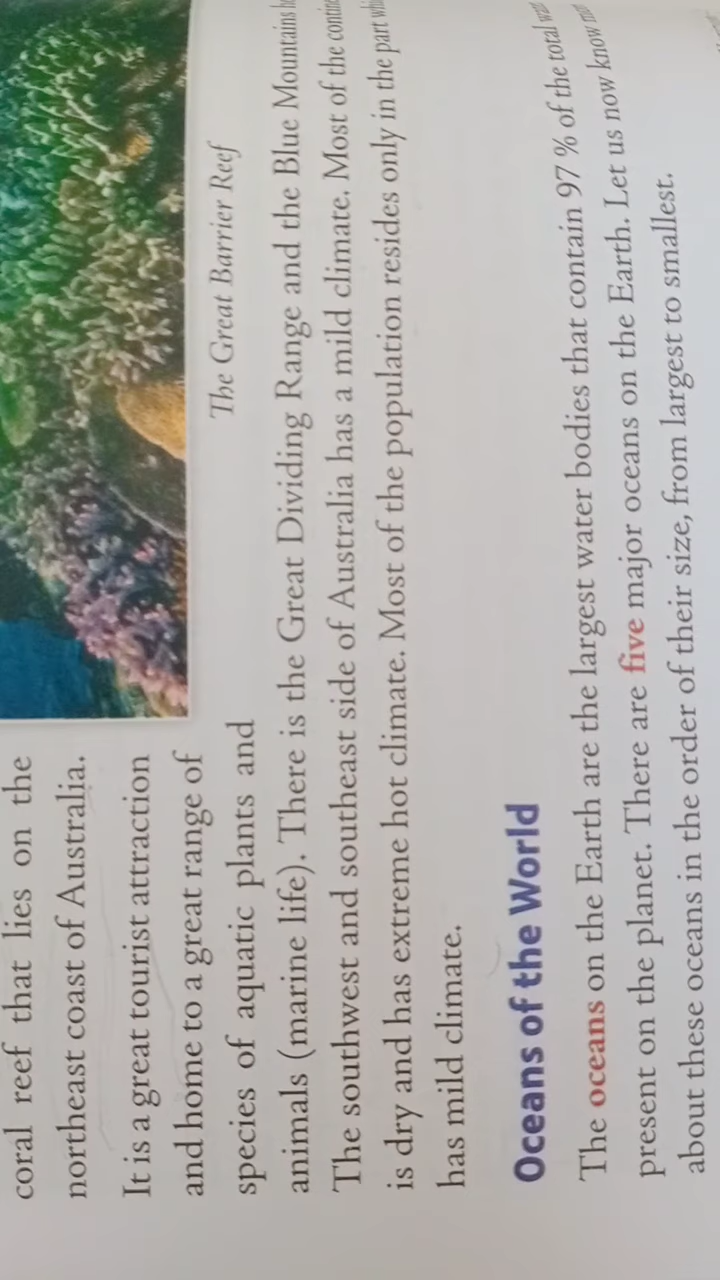 coral reef that lies on the
northeast coast of Australia.
It is a great tourist attraction
and home to a great range of
species of aquatic plants and
The Great Barrier Reef
animals (marine life). There is the Great Dividing Range and the Blue Mountains
The southwest and southeast side of Australia has a mild climate. Most of the
is dry and has extreme hot climate. Most of the population resides only in the part
has mild climate.
Oceans of the World
The oceans on the Earth are the largest water bodies that contain 97 % of the total
present on the planet. There are five major oceans on the Earth. Let us now know
about these oceans in the order of their size, from largest to smallest.